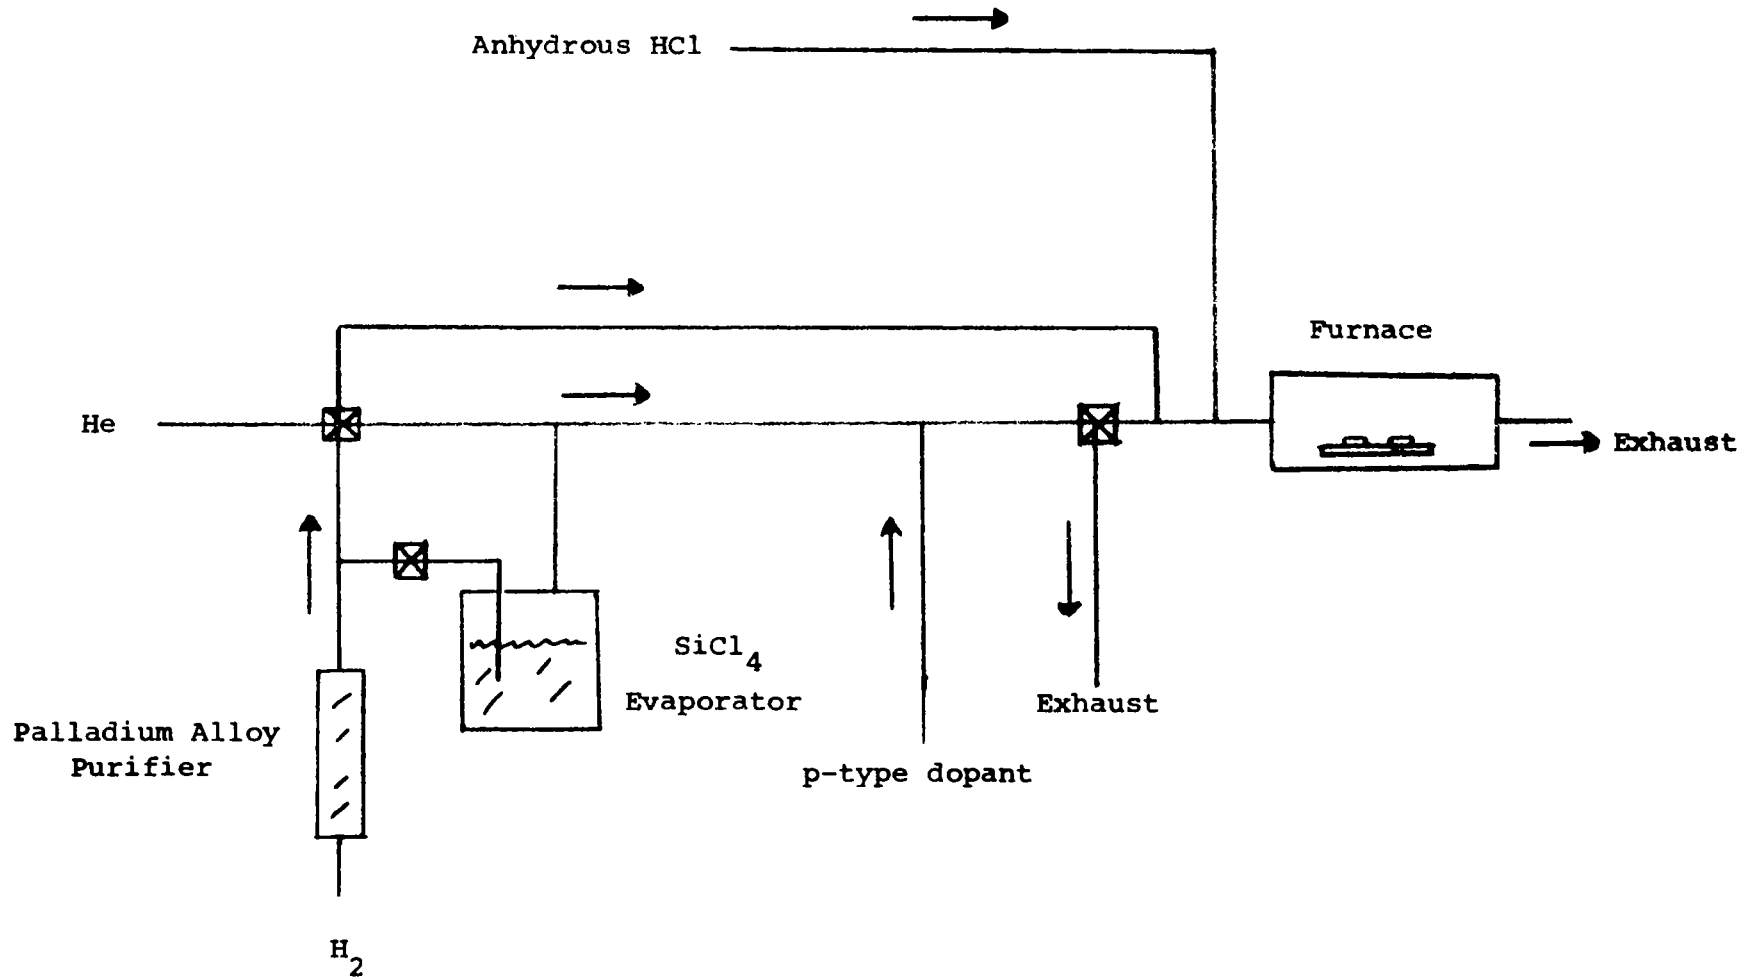 Anhydrous HCl
Furnace
He
Exhaust
SiCl4
Evaporator
Exhaust
Palladium Alloy
Purifier
p-type dopant
H2